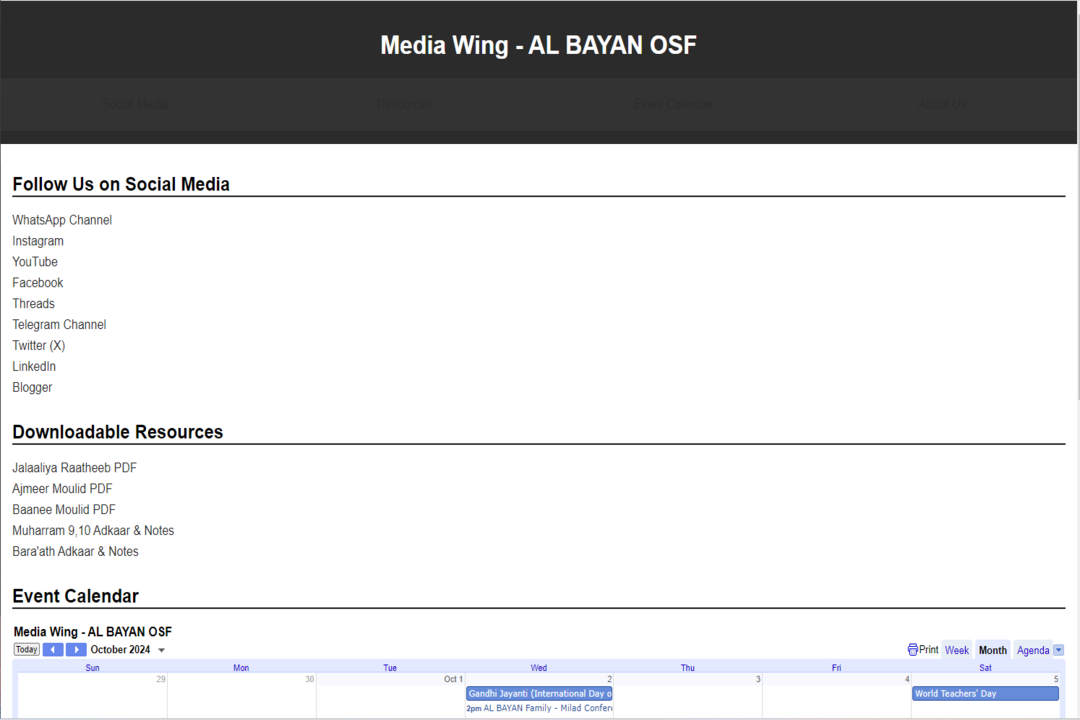 Media Wing - AL BAYAN OSF
Social Media Resources Event Calendar About Us
Follow Us on Social Media
WhatsApp Channel
Instagram
YouTube
Facebook
Threads
Telegram Channel
Twitter (X)
LinkedIn
Blogger
Downloadable Resources
Jalaaliya Raatheeb PDF
Ajmeer Moulid PDF
Baanee Moulid PDF
Muharram 9,10 Adkaar & Notes
Bara'ath Adkaar & Notes
Event Calendar
Media Wing - AL BAYAN OSF
Today October 2024 Print Week Month Agenda
Sun Mon Tue Wed Thu Fri Sat
29 30 Oct 1 2 3 4 5
Gandhi Jayanti (International Day o World Teachers' Day
2pm AL BAYAN Family - Milad Confer